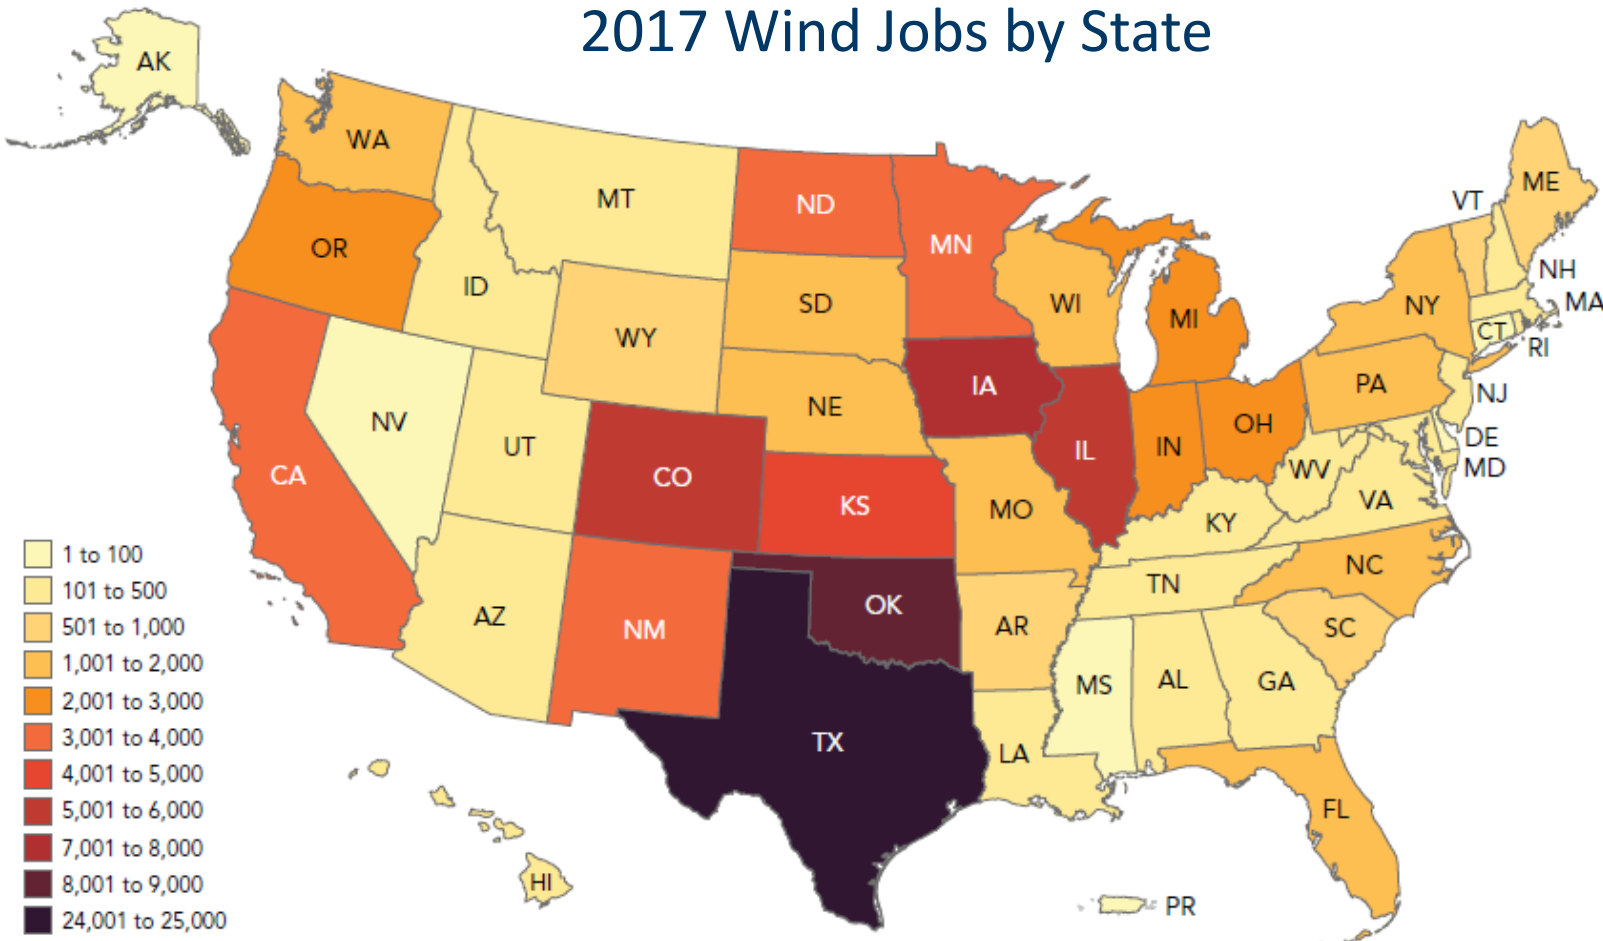 2017 Wind Jobs by State
AK
WA
MT
ND
MN
ME
VT
OR
ID
SD
WI
MI
NY
NH
MA
WY
NE
IA
PA
CT
RI
NJ
NV
UT
CO
KS
IL
IN
OH
DE
MD
WV
VA
CA
MO
KY
NC
AZ
NM
OK
AR
TN
SC
TX
LA
MS
AL
GA
FL
HI
PR
1 to 100
101 to 500
501 to 1,000
1,001 to 2,000
2,001 to 3,000
3,001 to 4,000
4,001 to 5,000
5,001 to 6,000
7,001 to 8,000
8,001 to 9,000
24,001 to 25,000